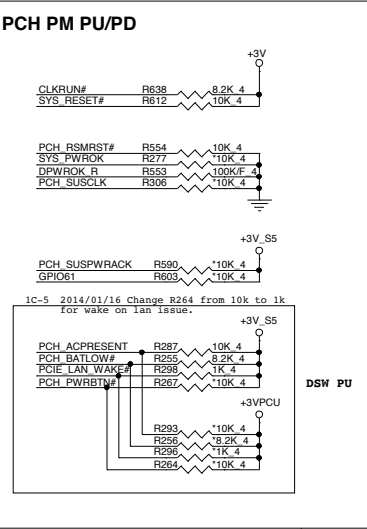 PCH PM PU/PD
+3V
CLKRUN# R638 8.2K_4
SYS_RESET# R612 10K_4
PCH_RSMRST# R554 10K_4
SYS_PWROK R277 *10K_4
DPWROK_R R553 100K/F_4
PCH_SUSCLK R306 *10K_4
+3V_S5
PCH_SUSPWRACK R590 *10K_4
GPIO61 R603 *10K_4
1C-5 2014/01/16 Change R264 from 10k to 1k
for wake on lan issue.
+3V_S5
PCH_ACPRESENT R287 10K_4
PCH_BATLOW# R255 8.2K_4
PCIE_LAN_WAKE# R298 1K_4
PCH_PWRBTN# R267 *10K_4
DSW PU
+3VPCU
R293 *10K_4
R256 *8.2K_4
R296 *1K_4
R264 *10K_4